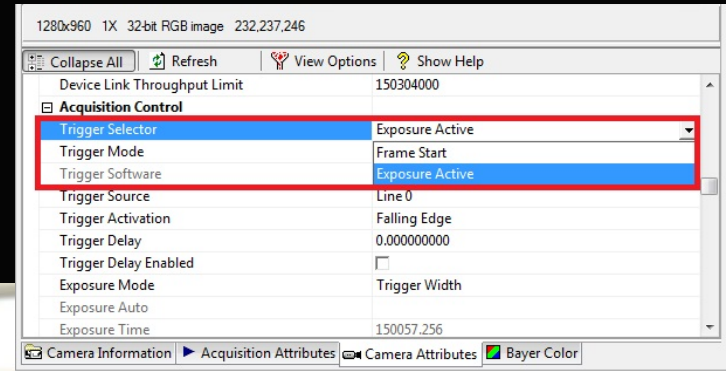 1280x960 1X 32-bit RGB image 232,237,246
Collapse All Refresh View Options Show Help
Device Link Throughput Limit 150304000
Acquisition Control
Trigger Selector Exposure Active
Trigger Mode Frame Start
Trigger Software Exposure Active
Trigger Source Line 0
Trigger Activation Falling Edge
Trigger Delay 0.000000000
Trigger Delay Enabled
Exposure Mode Trigger Width
Exposure Auto
Exposure Time 150057.256
Camera Information Acquisition Attributes Camera Attributes Bayer Color